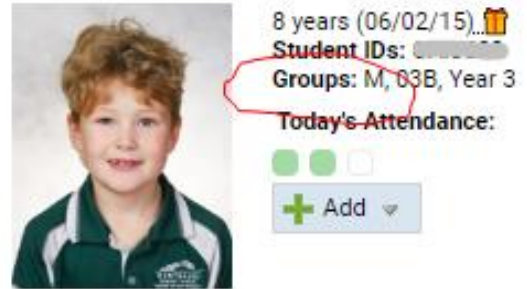 8 years (06/02/15)
Student IDs:
Groups: M, 03B, Year 3
Today's Attendance:
Add